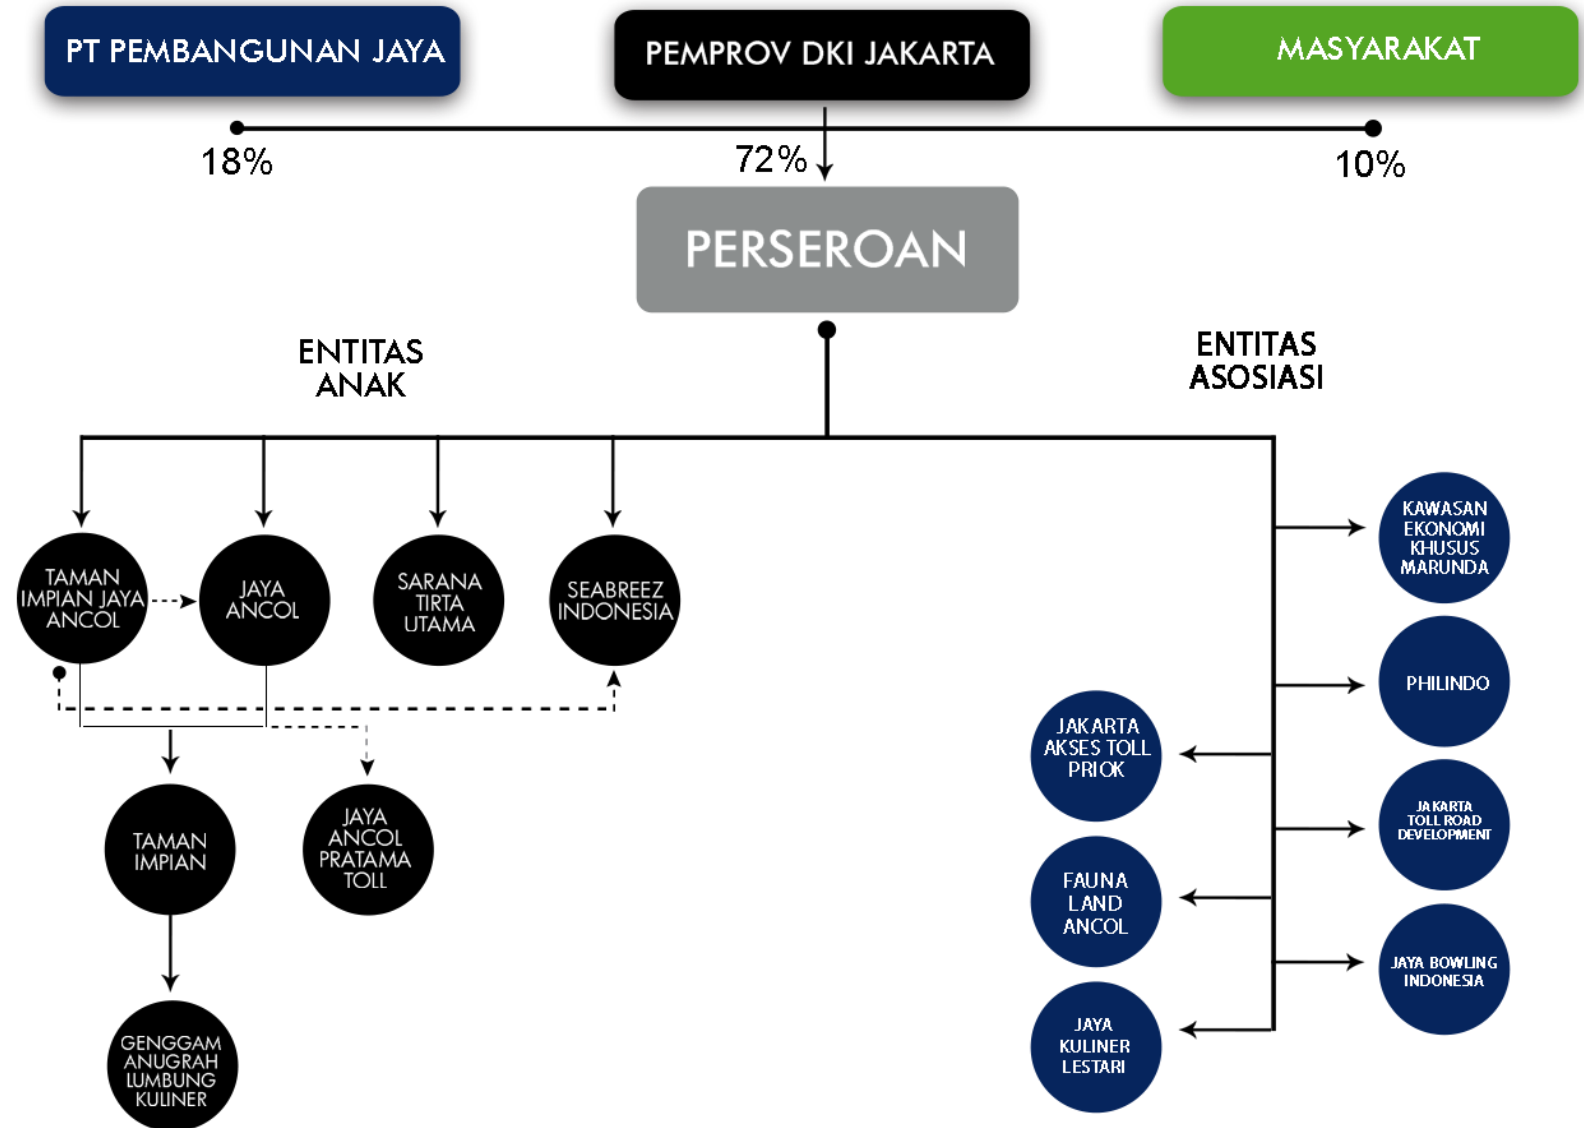 PT PEMBANGUNAN JAYA
PEMPROV DKI JAKARTA
MASYARAKAT
18%
72%
10%
PERSEROAN
ENTITAS
ANAK
ENTITAS
ASOSIASI
TAMAN
IMPIAN JAYA
ANCOL
JAYA
ANCOL
SARANA
TIRTA
UTAMA
SEABREEZ
INDONESIA
TAMAN
IMPIAN
JAYA
ANCOL
PRATAMA
TOLL
GENGGAM
ANUGRAH
LUMBUNG
KULINER
KAWASAN
EKONOMI
KHUSUS
MARUNDA
PHILINDO
JAKARTA
TOLL ROAD
DEVELOPMENT
JAYA BOWLING
INDONESIA
JAKARTA
AKSES TOLL
PRIOK
FAUNA
LAND
ANCOL
JAYA
KULINER
LESTARI